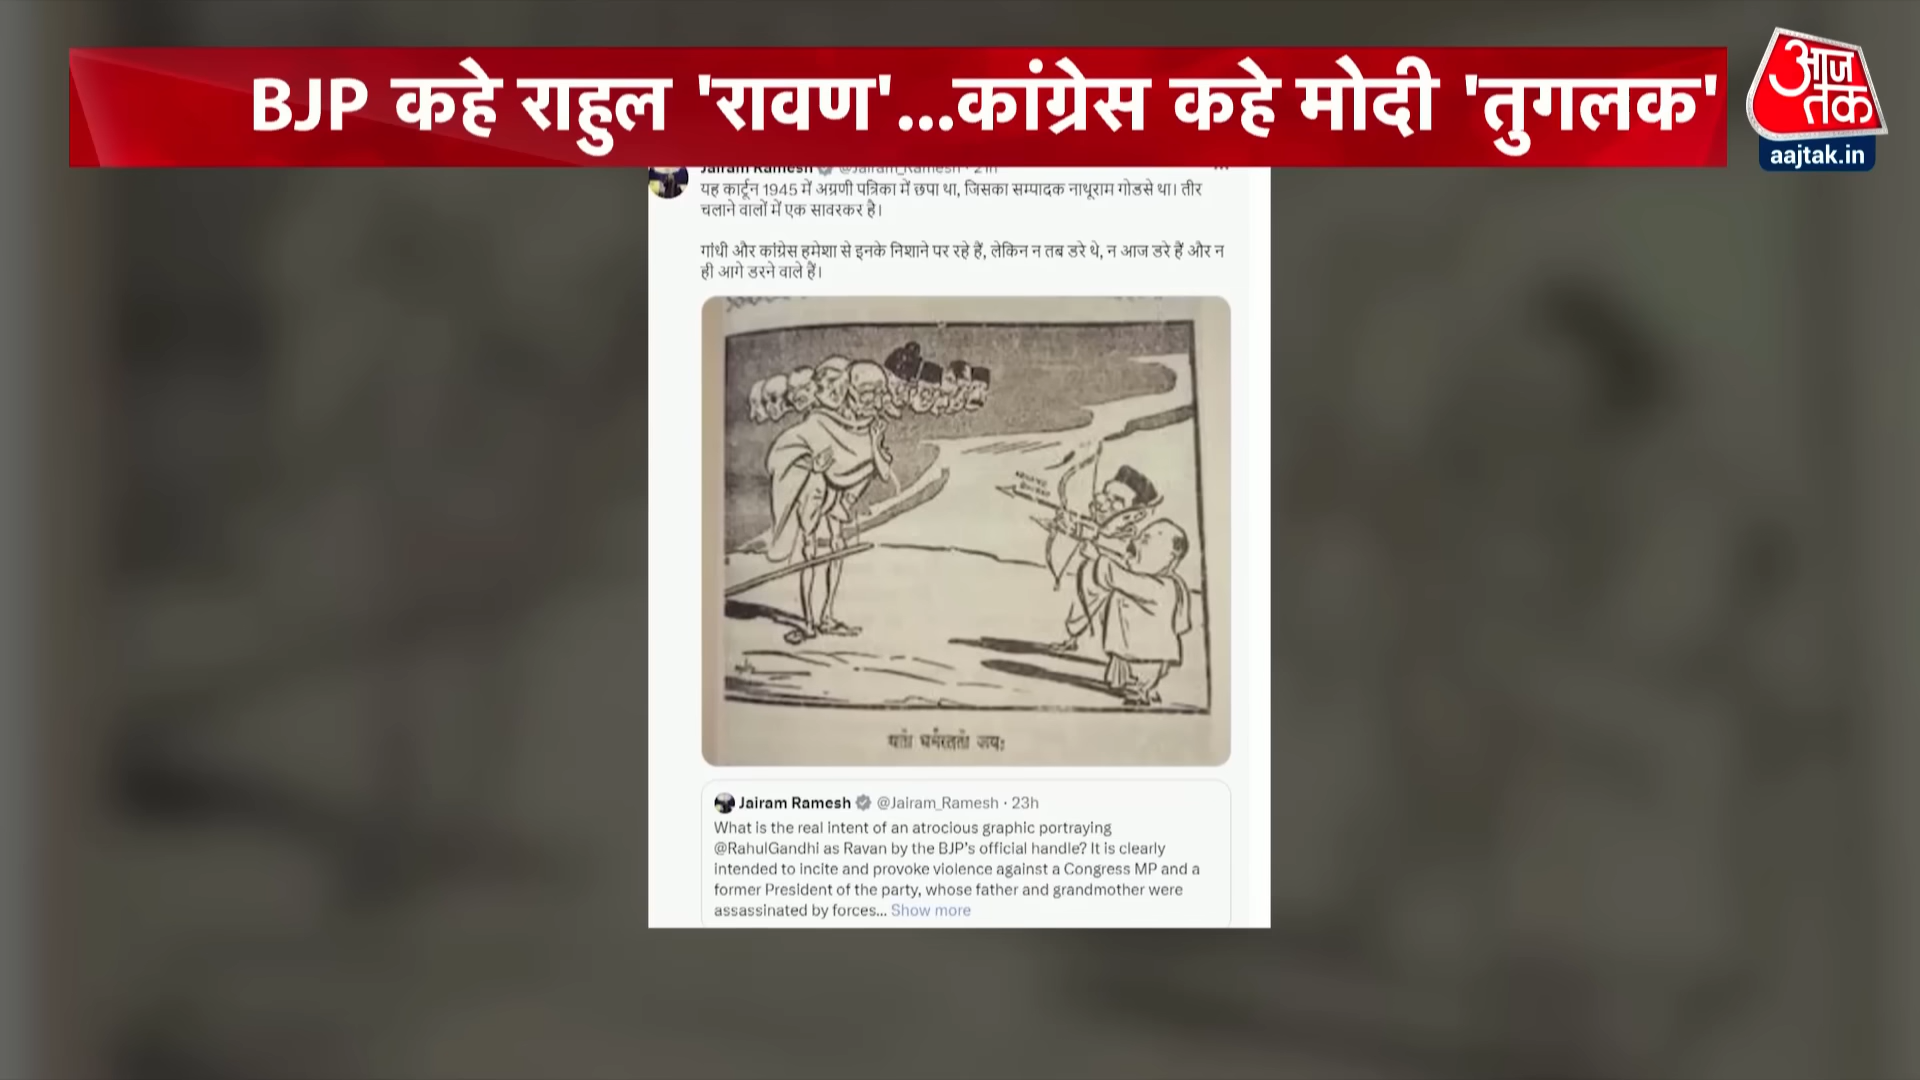 BJP कहे राहुल 'रावण'...कांग्रेस कहे मोदी 'तुगलक'
आज तक
aajtak.in
Jairam Ramesh @Jairam_Ramesh · 21h
यह कार्टून 1945 में अग्रणी पत्रिका में छपा था, जिसका सम्पादक नाथूराम गोडसे था। तीर
चलाने वालों में एक सावरकर है।
गांधी और कांग्रेस हमेशा से इनके निशाने पर रहे हैं, लेकिन न तब डरे थे, न आज डरे हैं और न
ही आगे डरने वाले हैं।
यतो धर्मस्ततो जयः
Jairam Ramesh @Jairam_Ramesh · 23h
What is the real intent of an atrocious graphic portraying
@RahulGandhi as Ravan by the BJP's official handle? It is clearly
intended to incite and provoke violence against a Congress MP and a
former President of the party, whose father and grandmother were
assassinated by forces... Show more